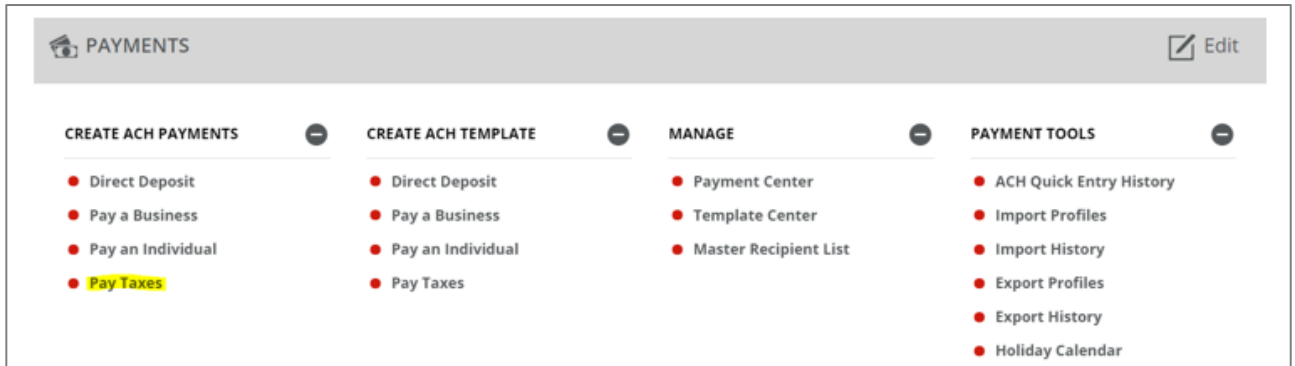 PAYMENTS
Edit
CREATE ACH PAYMENTS
Direct Deposit
Pay a Business
Pay an Individual
Pay Taxes
CREATE ACH TEMPLATE
Direct Deposit
Pay a Business
Pay an Individual
Pay Taxes
MANAGE
Payment Center
Template Center
Master Recipient List
PAYMENT TOOLS
ACH Quick Entry History
Import Profiles
Import History
Export Profiles
Export History
Holiday Calendar